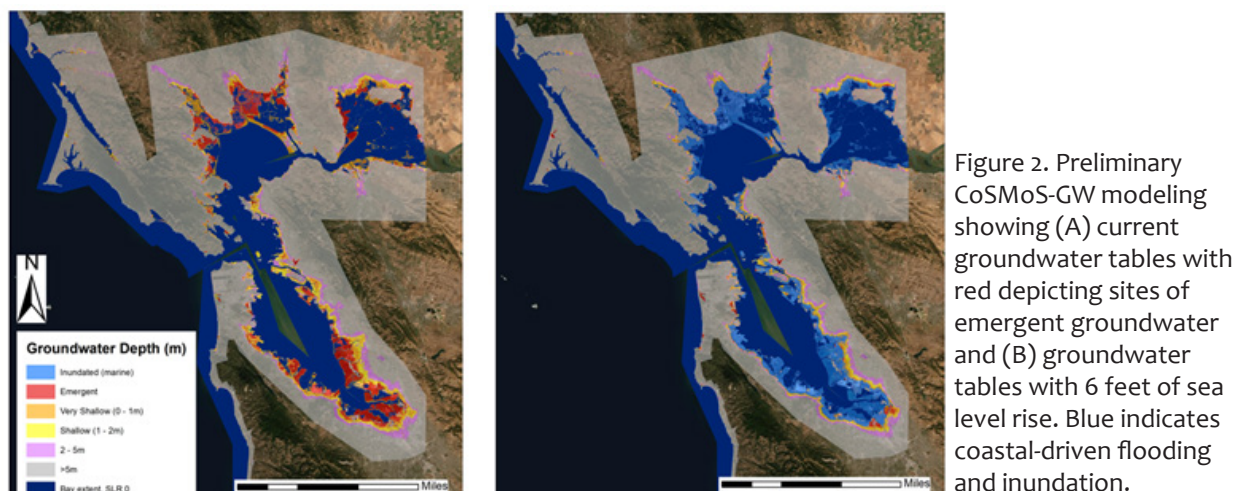 N
Groundwater Depth (m)
Inundated (marine)
Emergent
Very Shallow (0 - 1m)
Shallow (1 - 2m)
2 - 5m
>5m
Bay extent, SLR 0
Miles
Miles
Figure 2. Preliminary
CoSMoS-GW modeling
showing (A) current
groundwater tables with
red depicting sites of
emergent groundwater
and (B) groundwater
tables with 6 feet of sea
level rise. Blue indicates
coastal-driven flooding
and inundation.